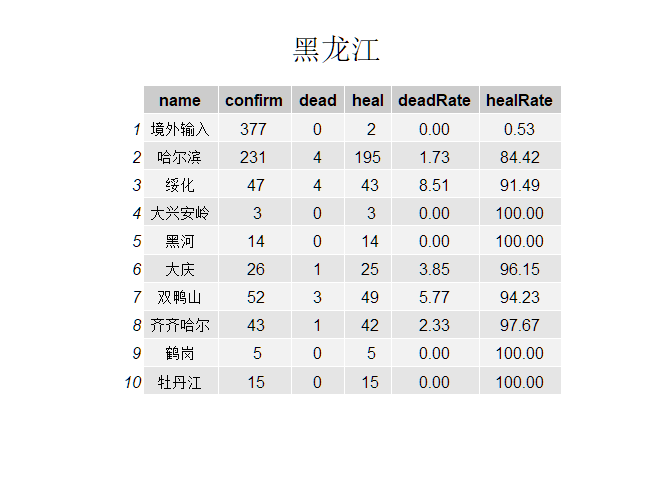 黑龙江
name confirm dead heal deadRate healRate
1 境外输入 377 0 2 0.00 0.53
2 哈尔滨 231 4 195 1.73 84.42
3 绥化 47 4 43 8.51 91.49
4 大兴安岭 3 0 3 0.00 100.00
5 黑河 14 0 14 0.00 100.00
6 大庆 26 1 25 3.85 96.15
7 双鸭山 52 3 49 5.77 94.23
8 齐齐哈尔 43 1 42 2.33 97.67
9 鹤岗 5 0 5 0.00 100.00
10 牡丹江 15 0 15 0.00 100.00